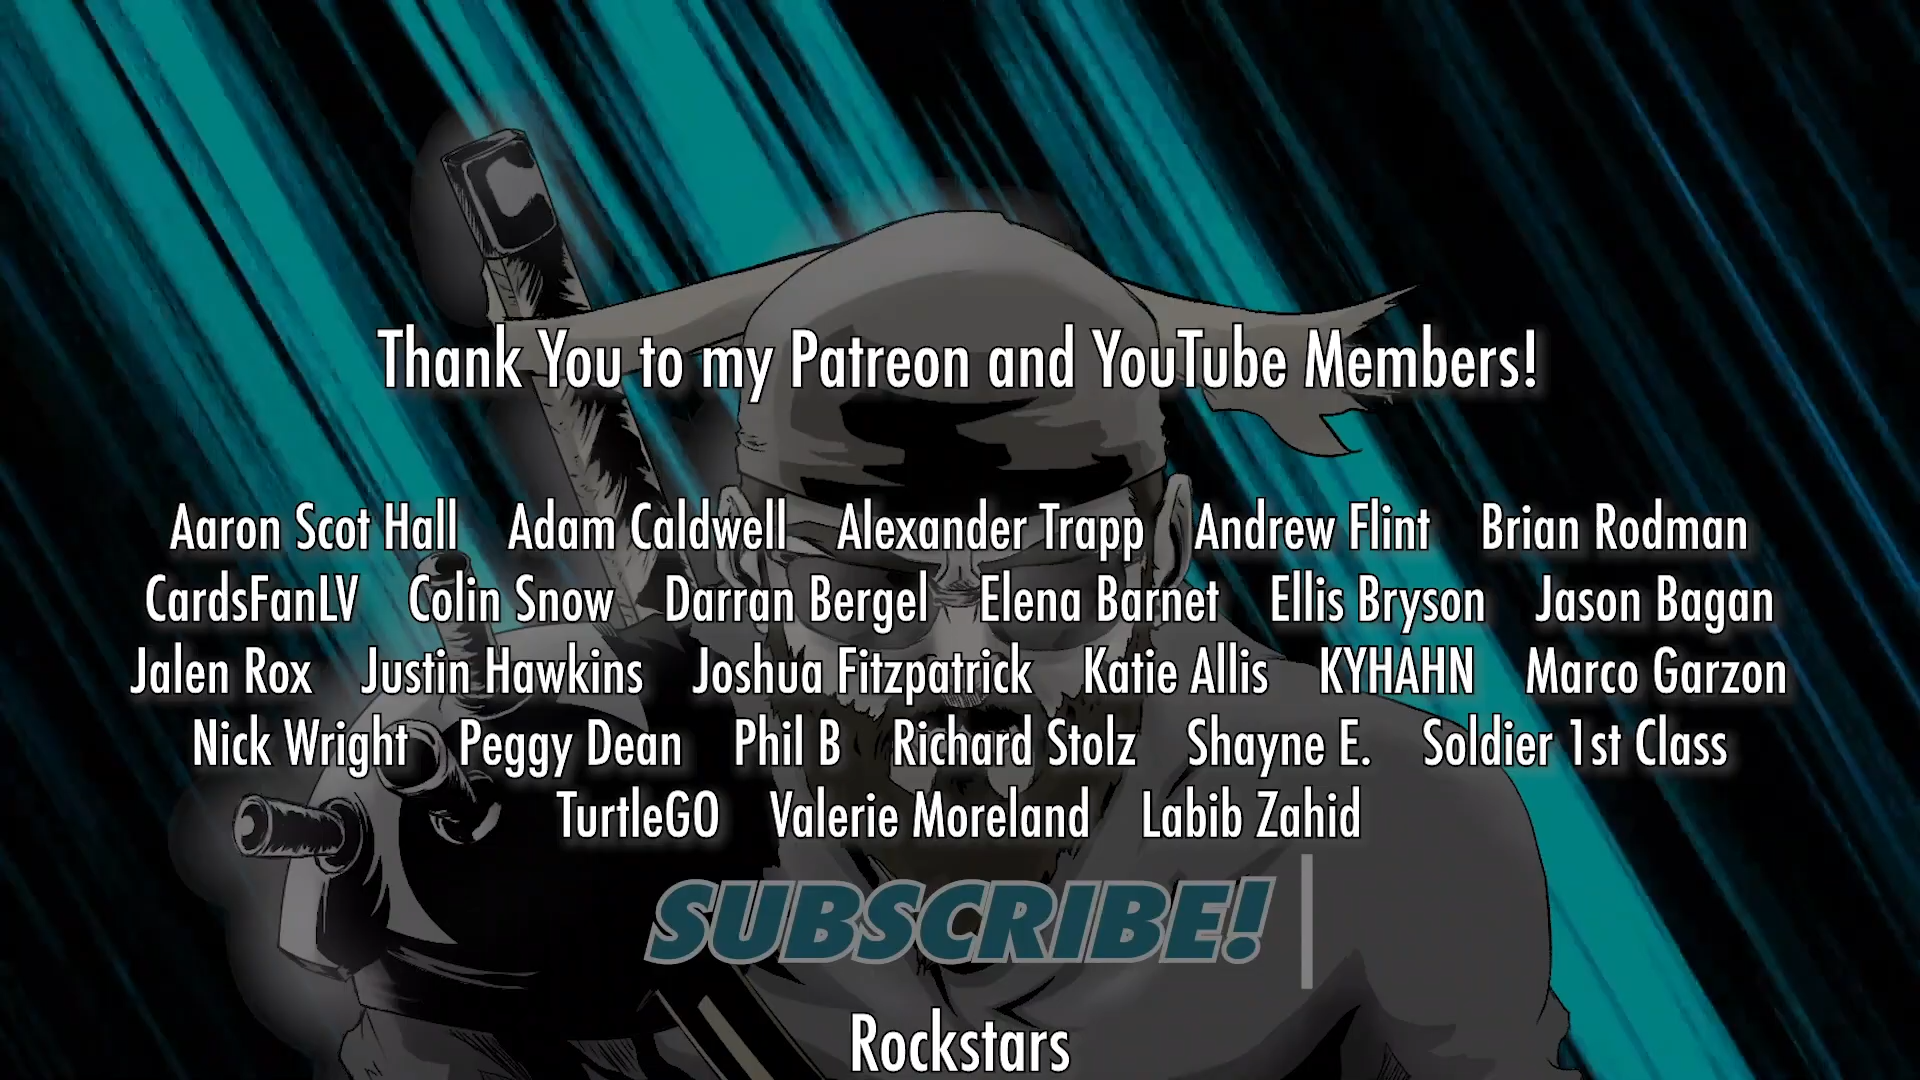 Thank You to my Patreon and YouTube Members!
Aaron Scot Hall Adam Caldwell Alexander Trapp Andrew Flint Brian Rodman
CardsFanLV Colin Snow Darran Bergel Elena Barnet Ellis Bryson Jason Bagan
Jalen Rox Justin Hawkins Joshua Fitzpatrick Katie Allis KYHAHN Marco Garzon
Nick Wright Peggy Dean Phil B Richard Stolz Shayne E. Soldier 1st Class
TurtleGO Valerie Moreland Labib Zahid
SUBSCRIBE!
Rockstars